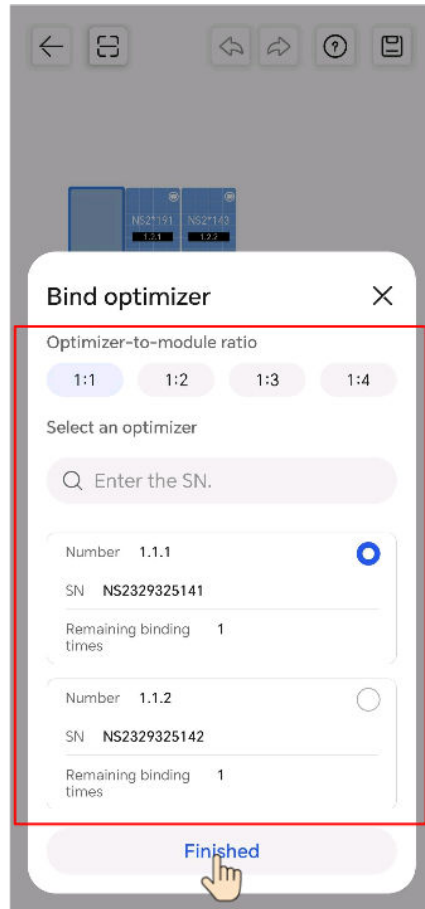 NS2*191 NS2*143
1.2.1 1.2.2
Bind optimizer
Optimizer-to-module ratio
1:1 1:2 1:3 1:4
Select an optimizer
Enter the SN.
Number 1.1.1
SN NS2329325141
Remaining binding 1
times
Number 1.1.2
SN NS2329325142
Remaining binding 1
times
Finished